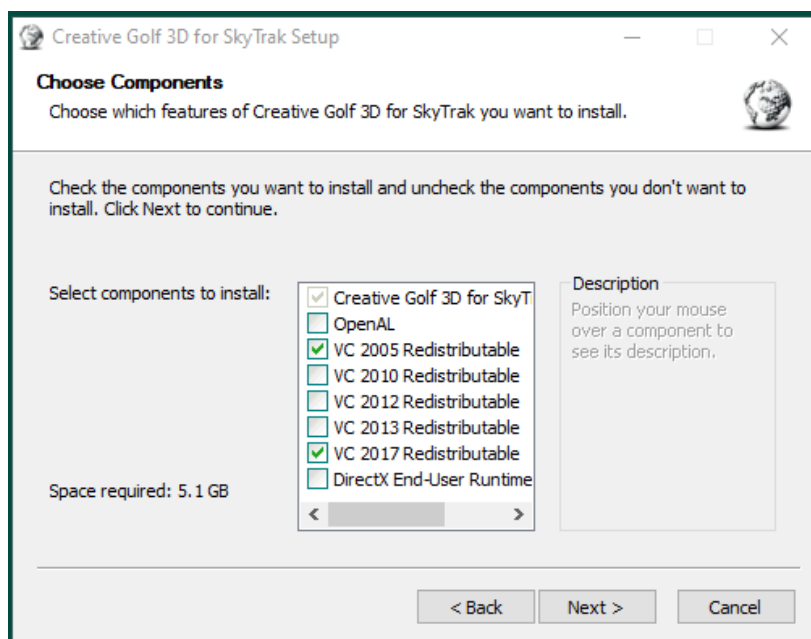 Creative Golf 3D for SkyTrak Setup
Choose Components
Choose which features of Creative Golf 3D for SkyTrak you want to install.
Check the components you want to install and uncheck the components you don't want to
install. Click Next to continue.
Select components to install:
Creative Golf 3D for SkyT
OpenAL
VC 2005 Redistributable
VC 2010 Redistributable
VC 2012 Redistributable
VC 2013 Redistributable
VC 2017 Redistributable
DirectX End-User Runtime
Description
Position your mouse
over a component to
see its description.
Space required: 5.1 GB
< Back
Next >
Cancel